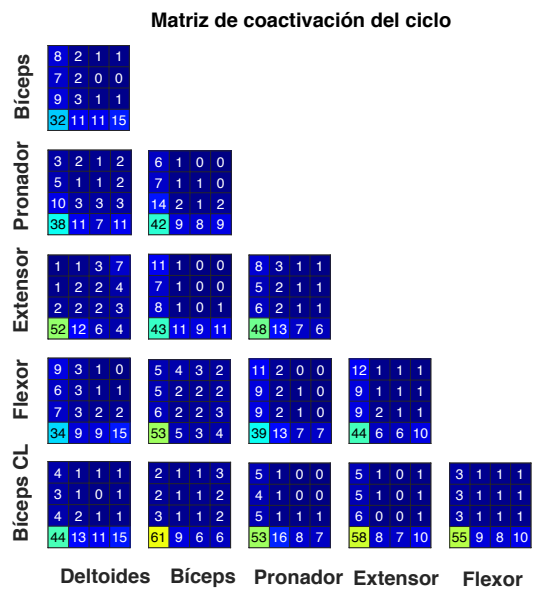 Matriz de coactivación del ciclo
Bíceps
8 2 1 1
7 2 0 0
9 3 1 1
32 11 11 15
Pronador
3 2 1 2 6 1 0 0
5 1 1 2 7 1 1 0
10 3 3 3 14 2 1 2
38 11 7 11 42 9 8 9
Extensor
1 1 3 7 11 1 0 0 8 3 1 1
1 2 2 4 7 1 0 0 5 2 1 1
2 2 2 3 8 1 0 1 6 2 1 1
52 12 6 4 43 11 9 11 48 13 7 6
Flexor
9 3 1 0 5 4 3 2 11 2 0 0 12 1 1 1
6 3 1 1 5 2 2 2 9 2 1 0 9 1 1 1
7 3 2 2 6 2 2 3 9 2 1 0 9 2 1 1
34 9 9 15 53 5 3 4 39 13 7 7 44 6 6 10
Bíceps CL
4 1 1 1 2 1 1 3 5 1 0 0 5 1 0 1 3 1 1 1
3 1 0 1 2 1 1 2 4 1 0 0 5 1 0 1 3 1 1 1
4 2 1 1 3 1 1 2 5 1 1 1 6 0 0 1 3 1 1 1
44 13 11 15 61 9 6 6 53 16 8 7 58 8 7 10 55 9 8 10
Deltoides Bíceps Pronador Extensor Flexor